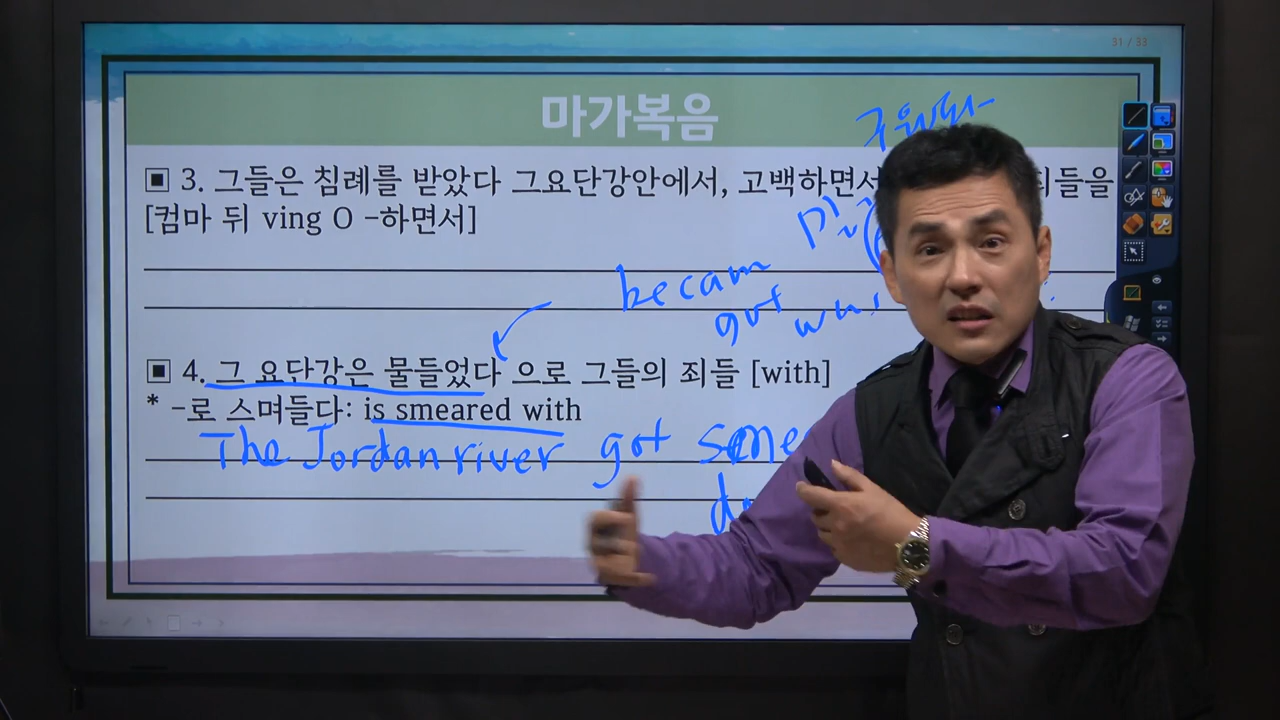 31 / 33
마가복음
▣ 3. 그들은 침례를 받았다 그요단강안에서, 고백하면서 죄들을
[컴마 뒤 ving O -하면서]
becam
got
▣ 4. 그 요단강은 물들었다 으로 그들의 죄들 [with]
* -로 스며들다: is smeared with
The Jordan river got